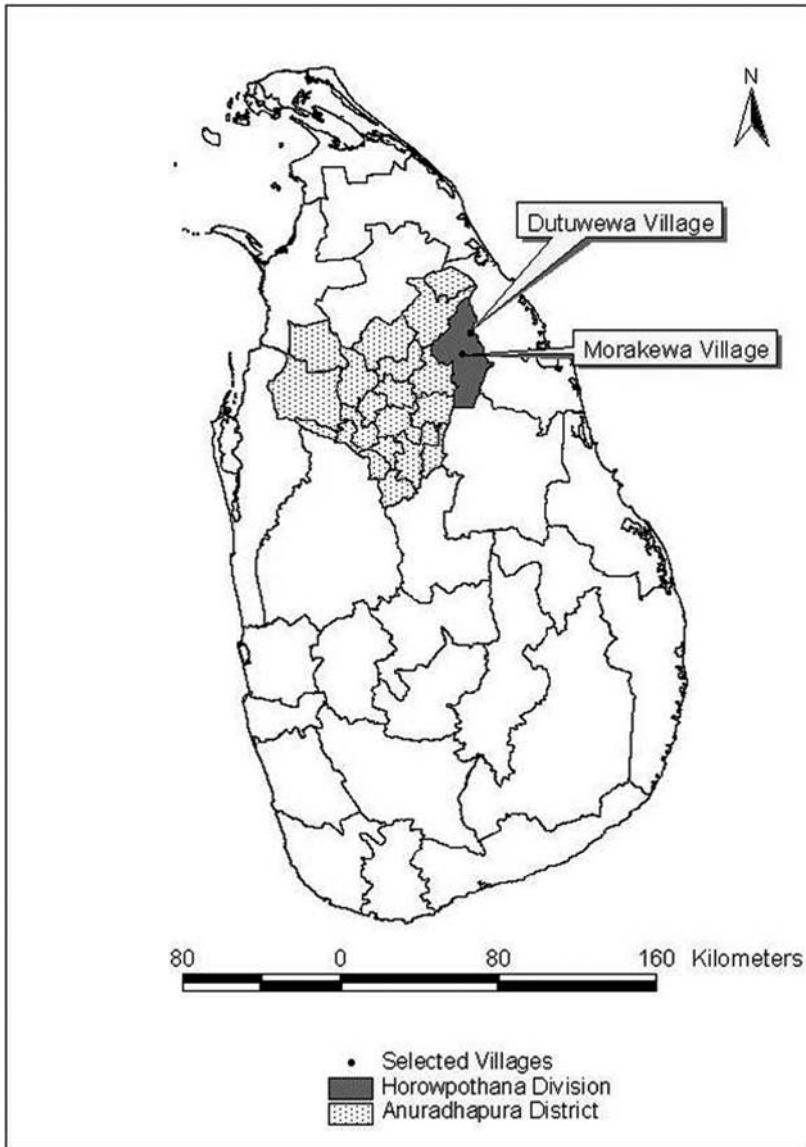 N
Dutuwewa Village
Morakewa Village
80 0 80 160 Kilometers
Selected Villages
Horowpothana Division
Anuradhapura District